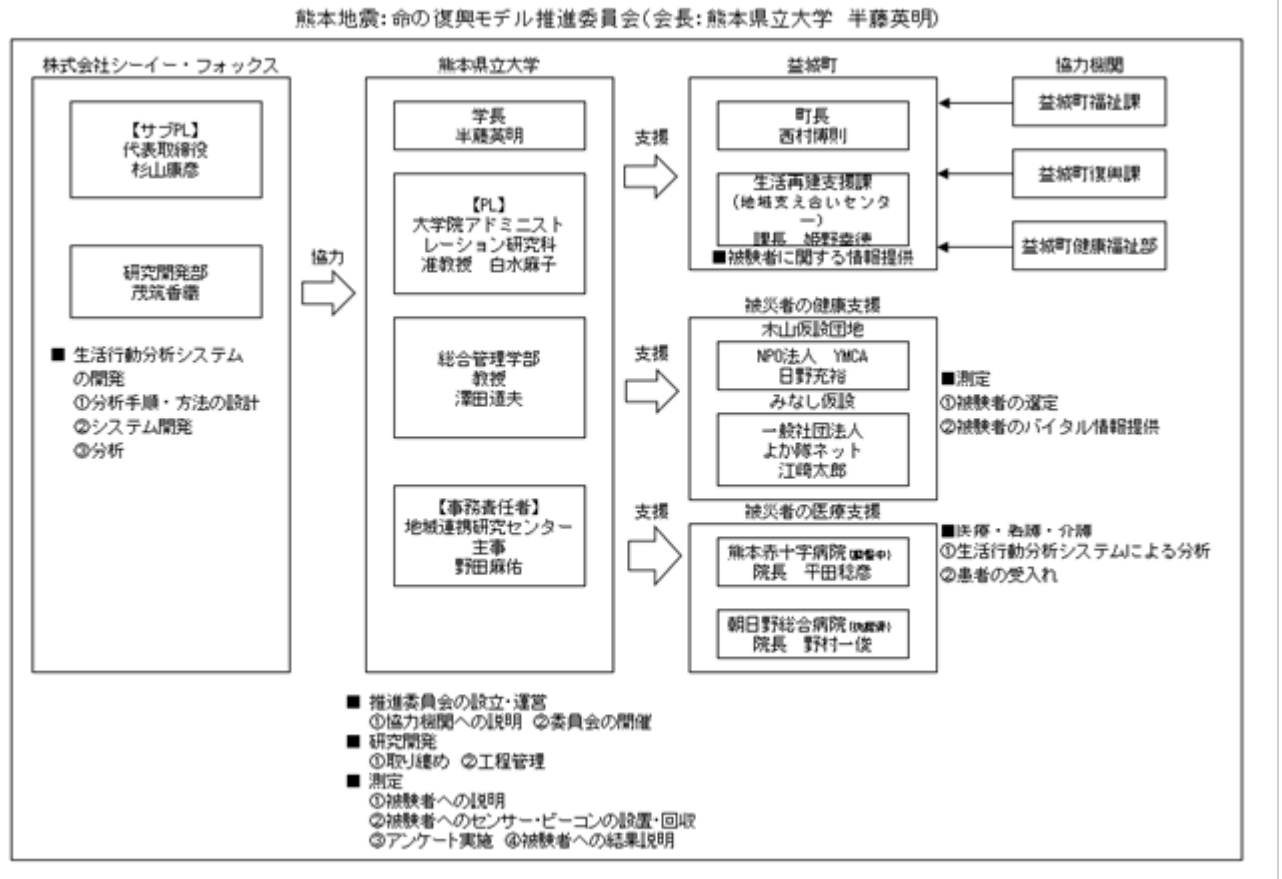 熊本地震：命の復興モデル推進委員会（会長：熊本県立大学　半藤英明）
株式会社シーイー・フォックス
【サブPL】
代表取締役
杉山康彦
研究開発部
茂筑香織
■ 生活行動分析システム
の開発
①分析手順・方法の設計
②システム開発
③分析
協力
熊本県立大学
学長
半藤英明
【PL】
大学院アドミニスト
レーション研究科
准教授　白水麻子
総合管理学部
教授
澤田道夫
【事務責任者】
地域連携研究センター
主事
野田麻佑
■ 推進委員会の設立・運営
①協力機関への説明 ②委員会の開催
■ 研究開発
①取り纏め ②工程管理
■ 測定
①被験者への説明
②被験者へのセンサー・ビーコンの設置・回収
③アンケート実施 ④被験者への結果説明
支援
益城町
町長
西村博則
生活再建支援課
（地域支え合いセンタ
ー）
課長　姫野幸徳
■被験者に関する情報提供
協力機関
益城町福祉課
益城町復興課
益城町健康福祉部
支援
被災者の健康支援
木山仮設団地
NPO法人　YMCA
日野充裕
みなし仮設
一般社団法人
よか隊ネット
江崎太郎
■測定
①被験者の選定
②被験者のバイタル情報提供
支援
被災者の医療支援
熊本赤十字病院
院長　平田稔彦
朝日野総合病院
院長　野村一俊
■医療・看護・介護
①生活行動分析システムによる分析
②患者の受入れ